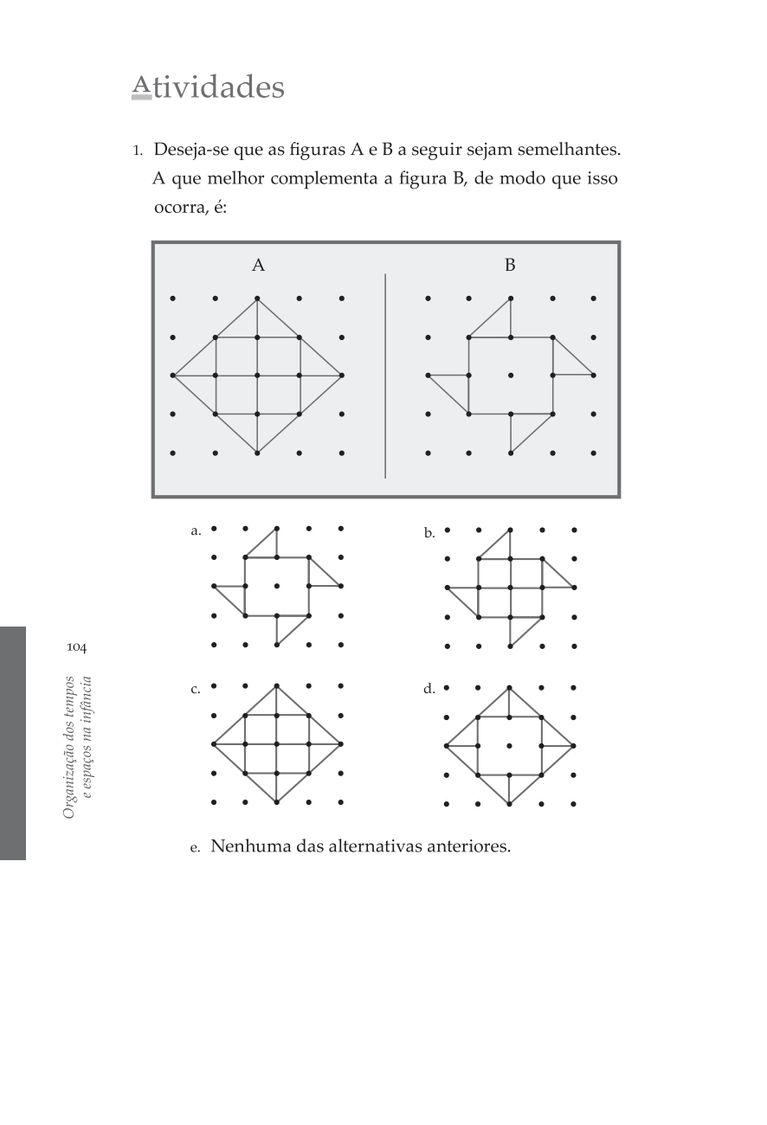 Atividades
1. Deseja-se que as figuras A e B a seguir sejam semelhantes.
A que melhor complementa a figura B, de modo que isso
ocorra, é:
A
B
a.
b.
c.
d.
e. Nenhuma das alternativas anteriores.
104
Organização dos tempos
e espaços na infância